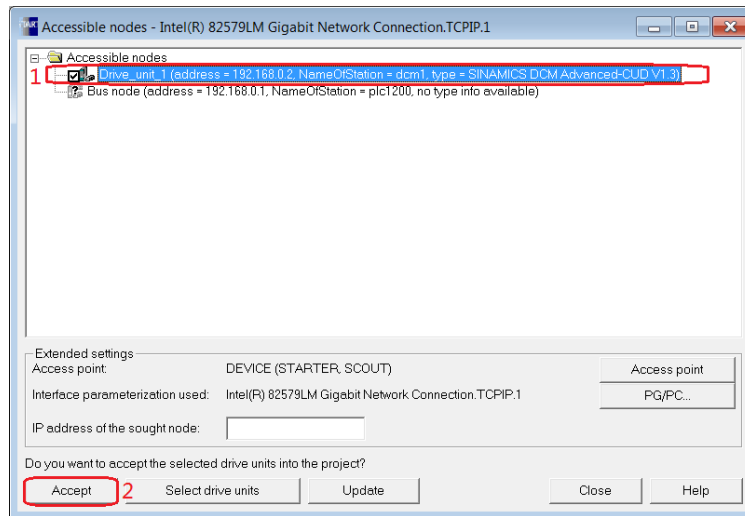 Accessible nodes - Intel(R) 82579LM Gigabit Network Connection.TCPIP.1
Accessible nodes
1 Drive_unit_1 (address = 192.168.0.2, NameOfStation = dcm1, type = SINAMICS DCM Advanced-CUD V1.3)
Bus node (address = 192.168.0.1, NameOfStation = plc1200, no type info available)
Extended settings
Access point: DEVICE (STARTER, SCOUT) Access point
Interface parameterization used: Intel(R) 82579LM Gigabit Network Connection.TCPIP.1 PG/PC...
IP address of the sought node:
Do you want to accept the selected drive units into the project?
Accept 2 Select drive units Update Close Help